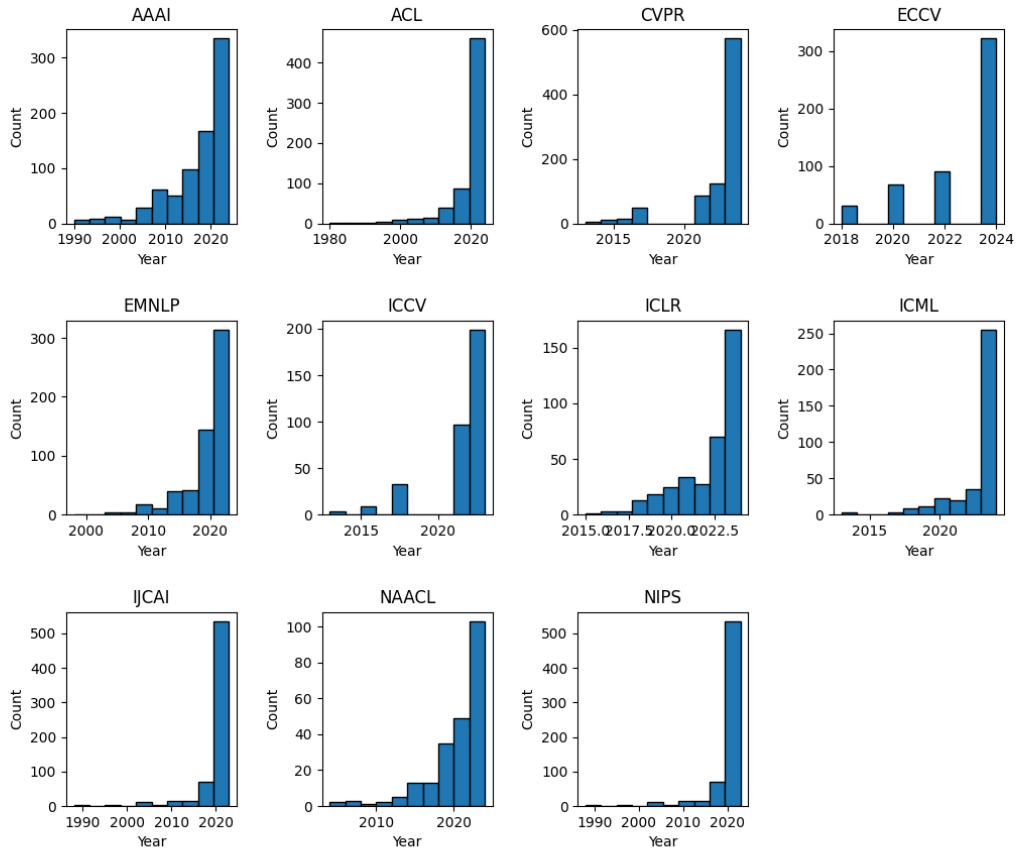 AAAI
ACL
CVPR
ECCV
Count
300
200
100
0
1990
2000
2010
2020
Year
Count
400
300
200
100
0
1980
2000
2020
Year
Count
600
400
200
0
2015
2020
Year
Count
300
200
100
0
2018
2020
2022
2024
Year
EMNLP
ICCV
ICLR
ICML
Count
300
200
100
0
2000
2010
2020
Year
Count
200
150
100
50
0
2015
2020
Year
Count
150
100
50
0
2015.0
2017.5
2020.0
2022.5
Year
Count
250
200
150
100
50
0
2015
2020
Year
IJCAI
NAACL
NIPS
Count
500
400
300
200
100
0
1990
2000
2010
2020
Year
Count
100
80
60
40
20
0
2010
2020
Year
Count
500
400
300
200
100
0
1990
2000
2010
2020
Year